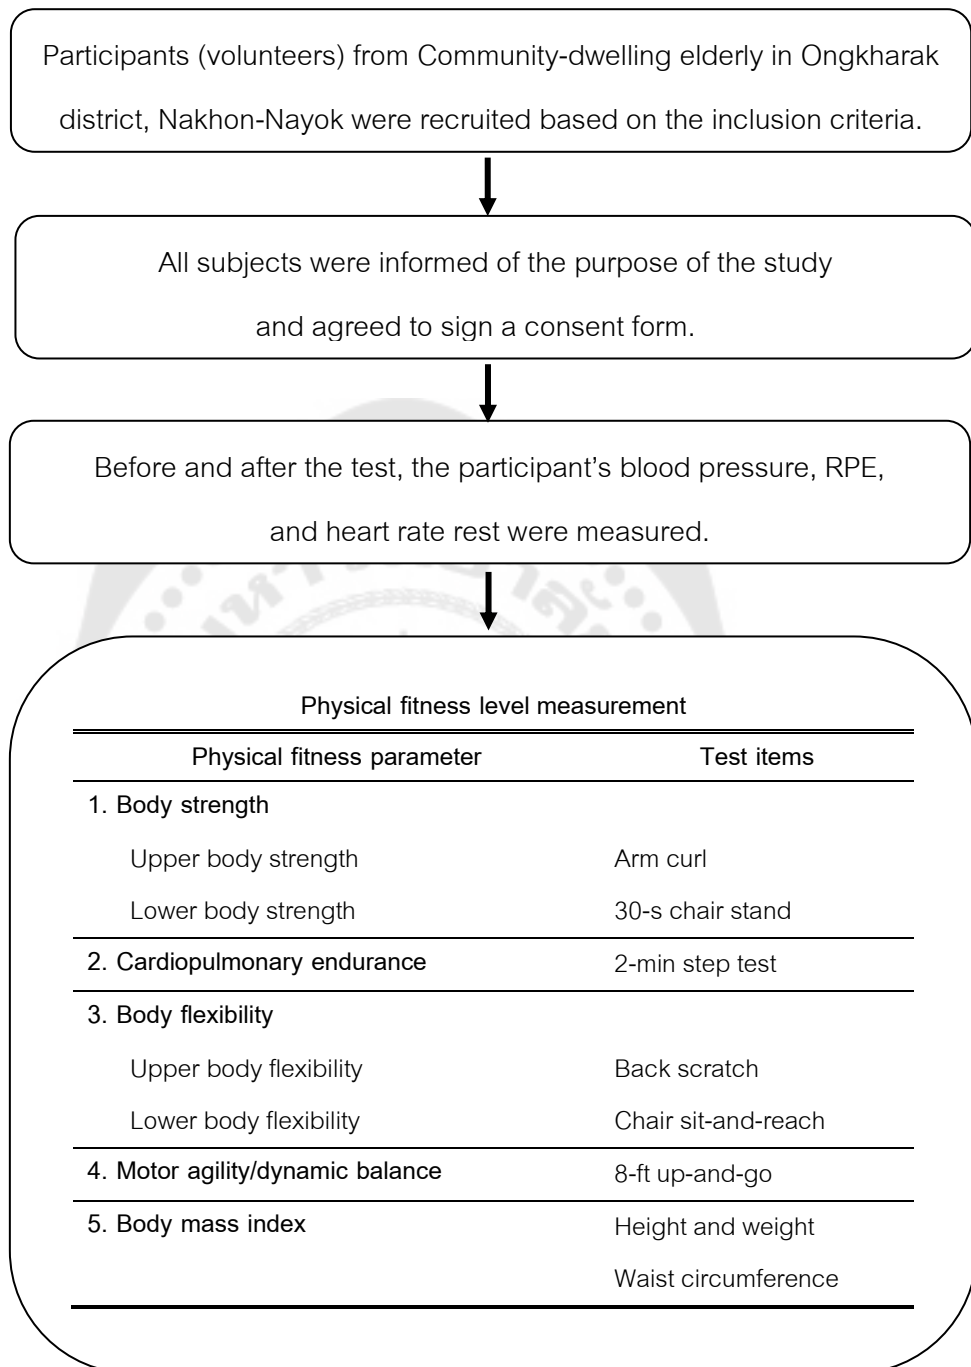 Participants (volunteers) from Community-dwelling elderly in Ongkharak
district, Nakhon-Nayok were recruited based on the inclusion criteria.
All subjects were informed of the purpose of the study
and agreed to sign a consent form.
Before and after the test, the participant's blood pressure, RPE,
and heart rate rest were measured.
Physical fitness level measurement
Physical fitness parameter Test items
1. Body strength
Upper body strength Arm curl
Lower body strength 30-s chair stand
2. Cardiopulmonary endurance 2-min step test
3. Body flexibility
Upper body flexibility Back scratch
Lower body flexibility Chair sit-and-reach
4. Motor agility/dynamic balance 8-ft up-and-go
5. Body mass index Height and weight
Waist circumference